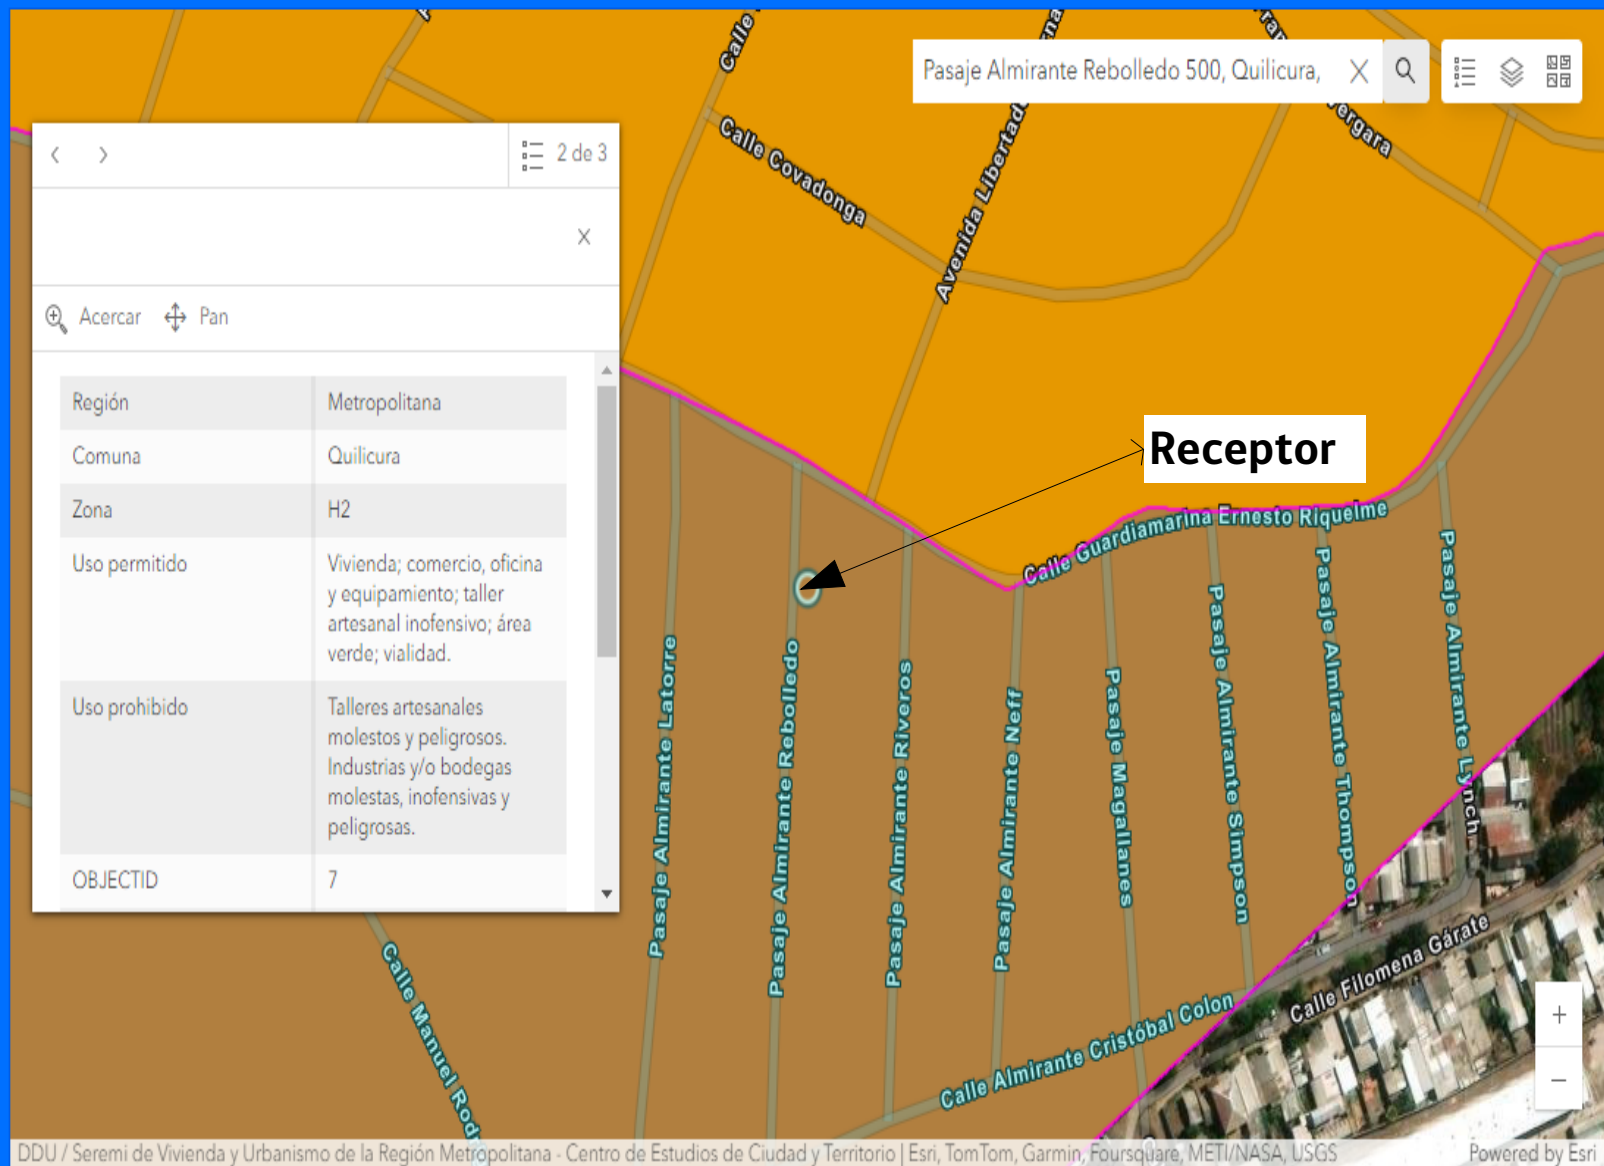 Pasaje Almirante Rebolledo 500, Quilicura,
2 de 3
Acercar
Pan
Región Metropolitana
Comuna Quilicura
Zona H2
Uso permitido Vivienda; comercio, oficina
y equipamiento; taller
artesanal inofensivo; área
verde; vialidad.
Uso prohibido Talleres artesanales
molestos y peligrosos.
Industrias y/o bodegas
molestas, inofensivas y
peligrosas.
OBJECTID 7
Calle
Calle Covadonga
Avenida Libertad
ergara
Receptor
Calle Guardiamarina Ernesto Riquelme
Pasaje Almirante Latorre
Pasaje Almirante Rebolledo
Pasaje Almirante Riveros
Pasaje Almirante Neff
Pasaje Magallanes
Pasaje Almirante Simpson
Pasaje Almirante Thompson
Pasaje Almirante Lynch
Calle Filomena Gárate
Calle Almirante Cristóbal Colon
Calle Manuel Rodr
DDU / Seremi de Vivienda y Urbanismo de la Región Metropolitana - Centro de Estudios de Ciudad y Territorio | Esri, TomTom, Garmin, Foursquare, METI/NASA, USGS
Powered by Esri